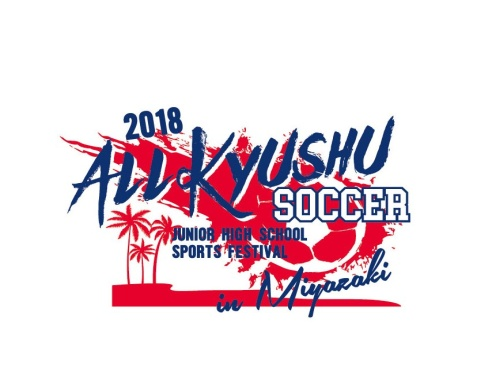 2018
ALL KYUSHU
SOCCER
JUNIOR HIGH SCHOOL
SPORTS FESTIVAL
in Miyazaki